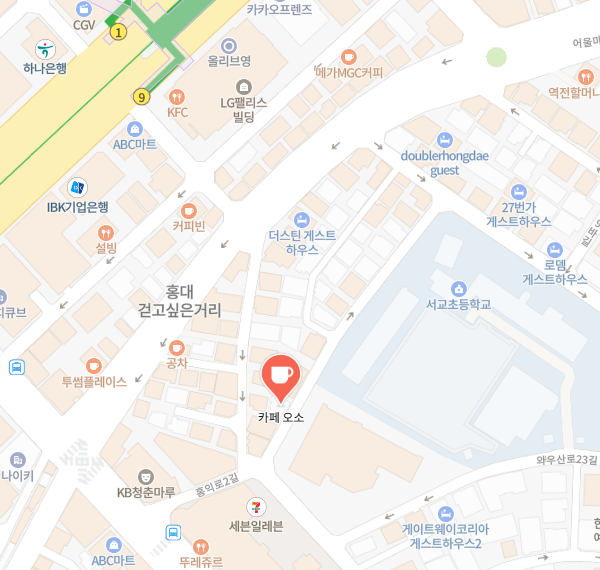 카카오프렌즈
CGV
1
어울마
하나은행
올리브영
메가MGC커피
역전할머니
9
KFC
LG팰리스
빌딩
ABC마트
doublerhongdae
guest
IBK기업은행
27번가
게스트하우스
커피빈
설빙
더스틴 게스트
하우스
로뎀
게스트하우스
홍대
걷고싶은거리
서교초등학교
피큐브
공차
투썸플레이스
카페 오소
나이키
와우산로23길
홍익로2길
KB청춘마루
세븐일레븐
7
게이트웨이코리아
게스트하우스2
한
예
ABC마트
뚜레쥬르